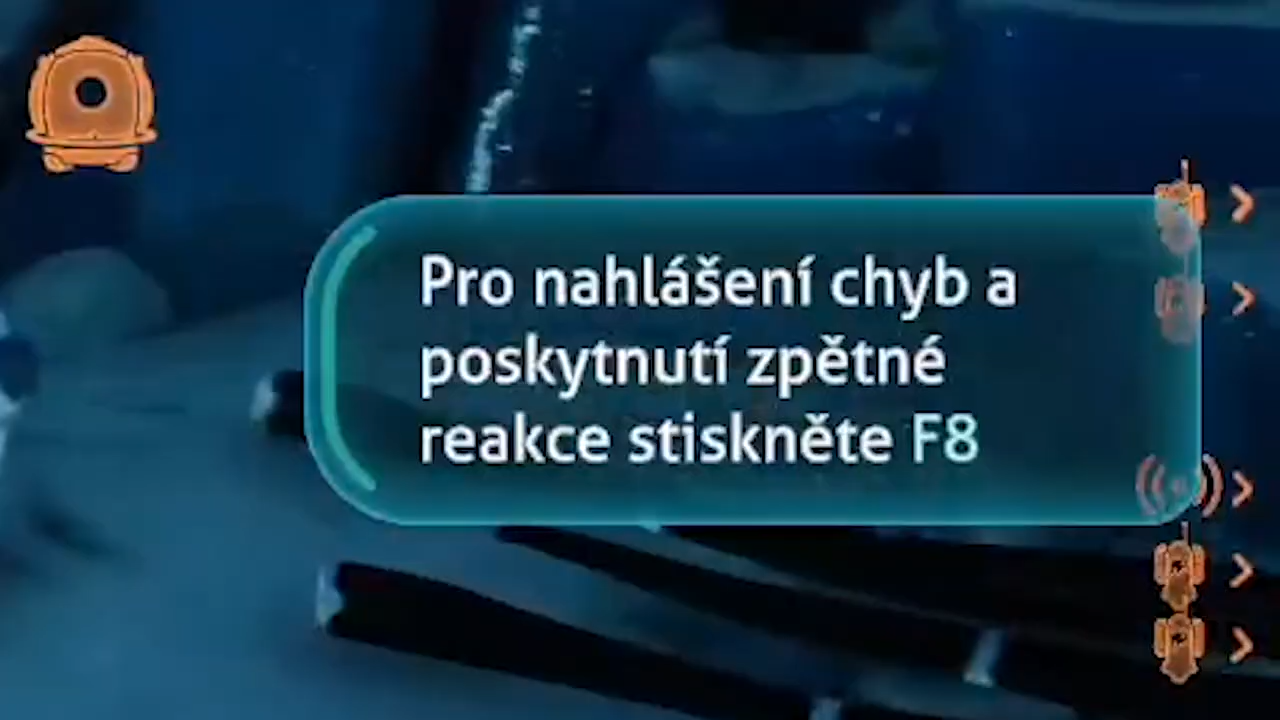 Pro nahlášení chyb a
poskytnutí zpětné
reakce stiskněte F8